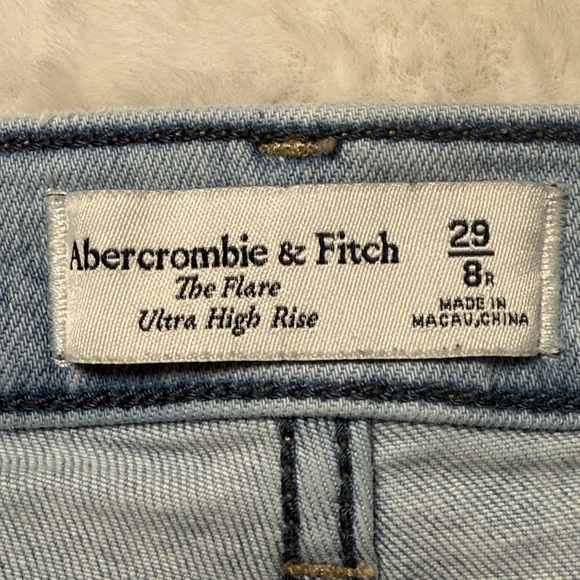 Abercrombie & Fitch
The Flare
Ultra High Rise
29
8R
MADE IN
MACAU,CHINA